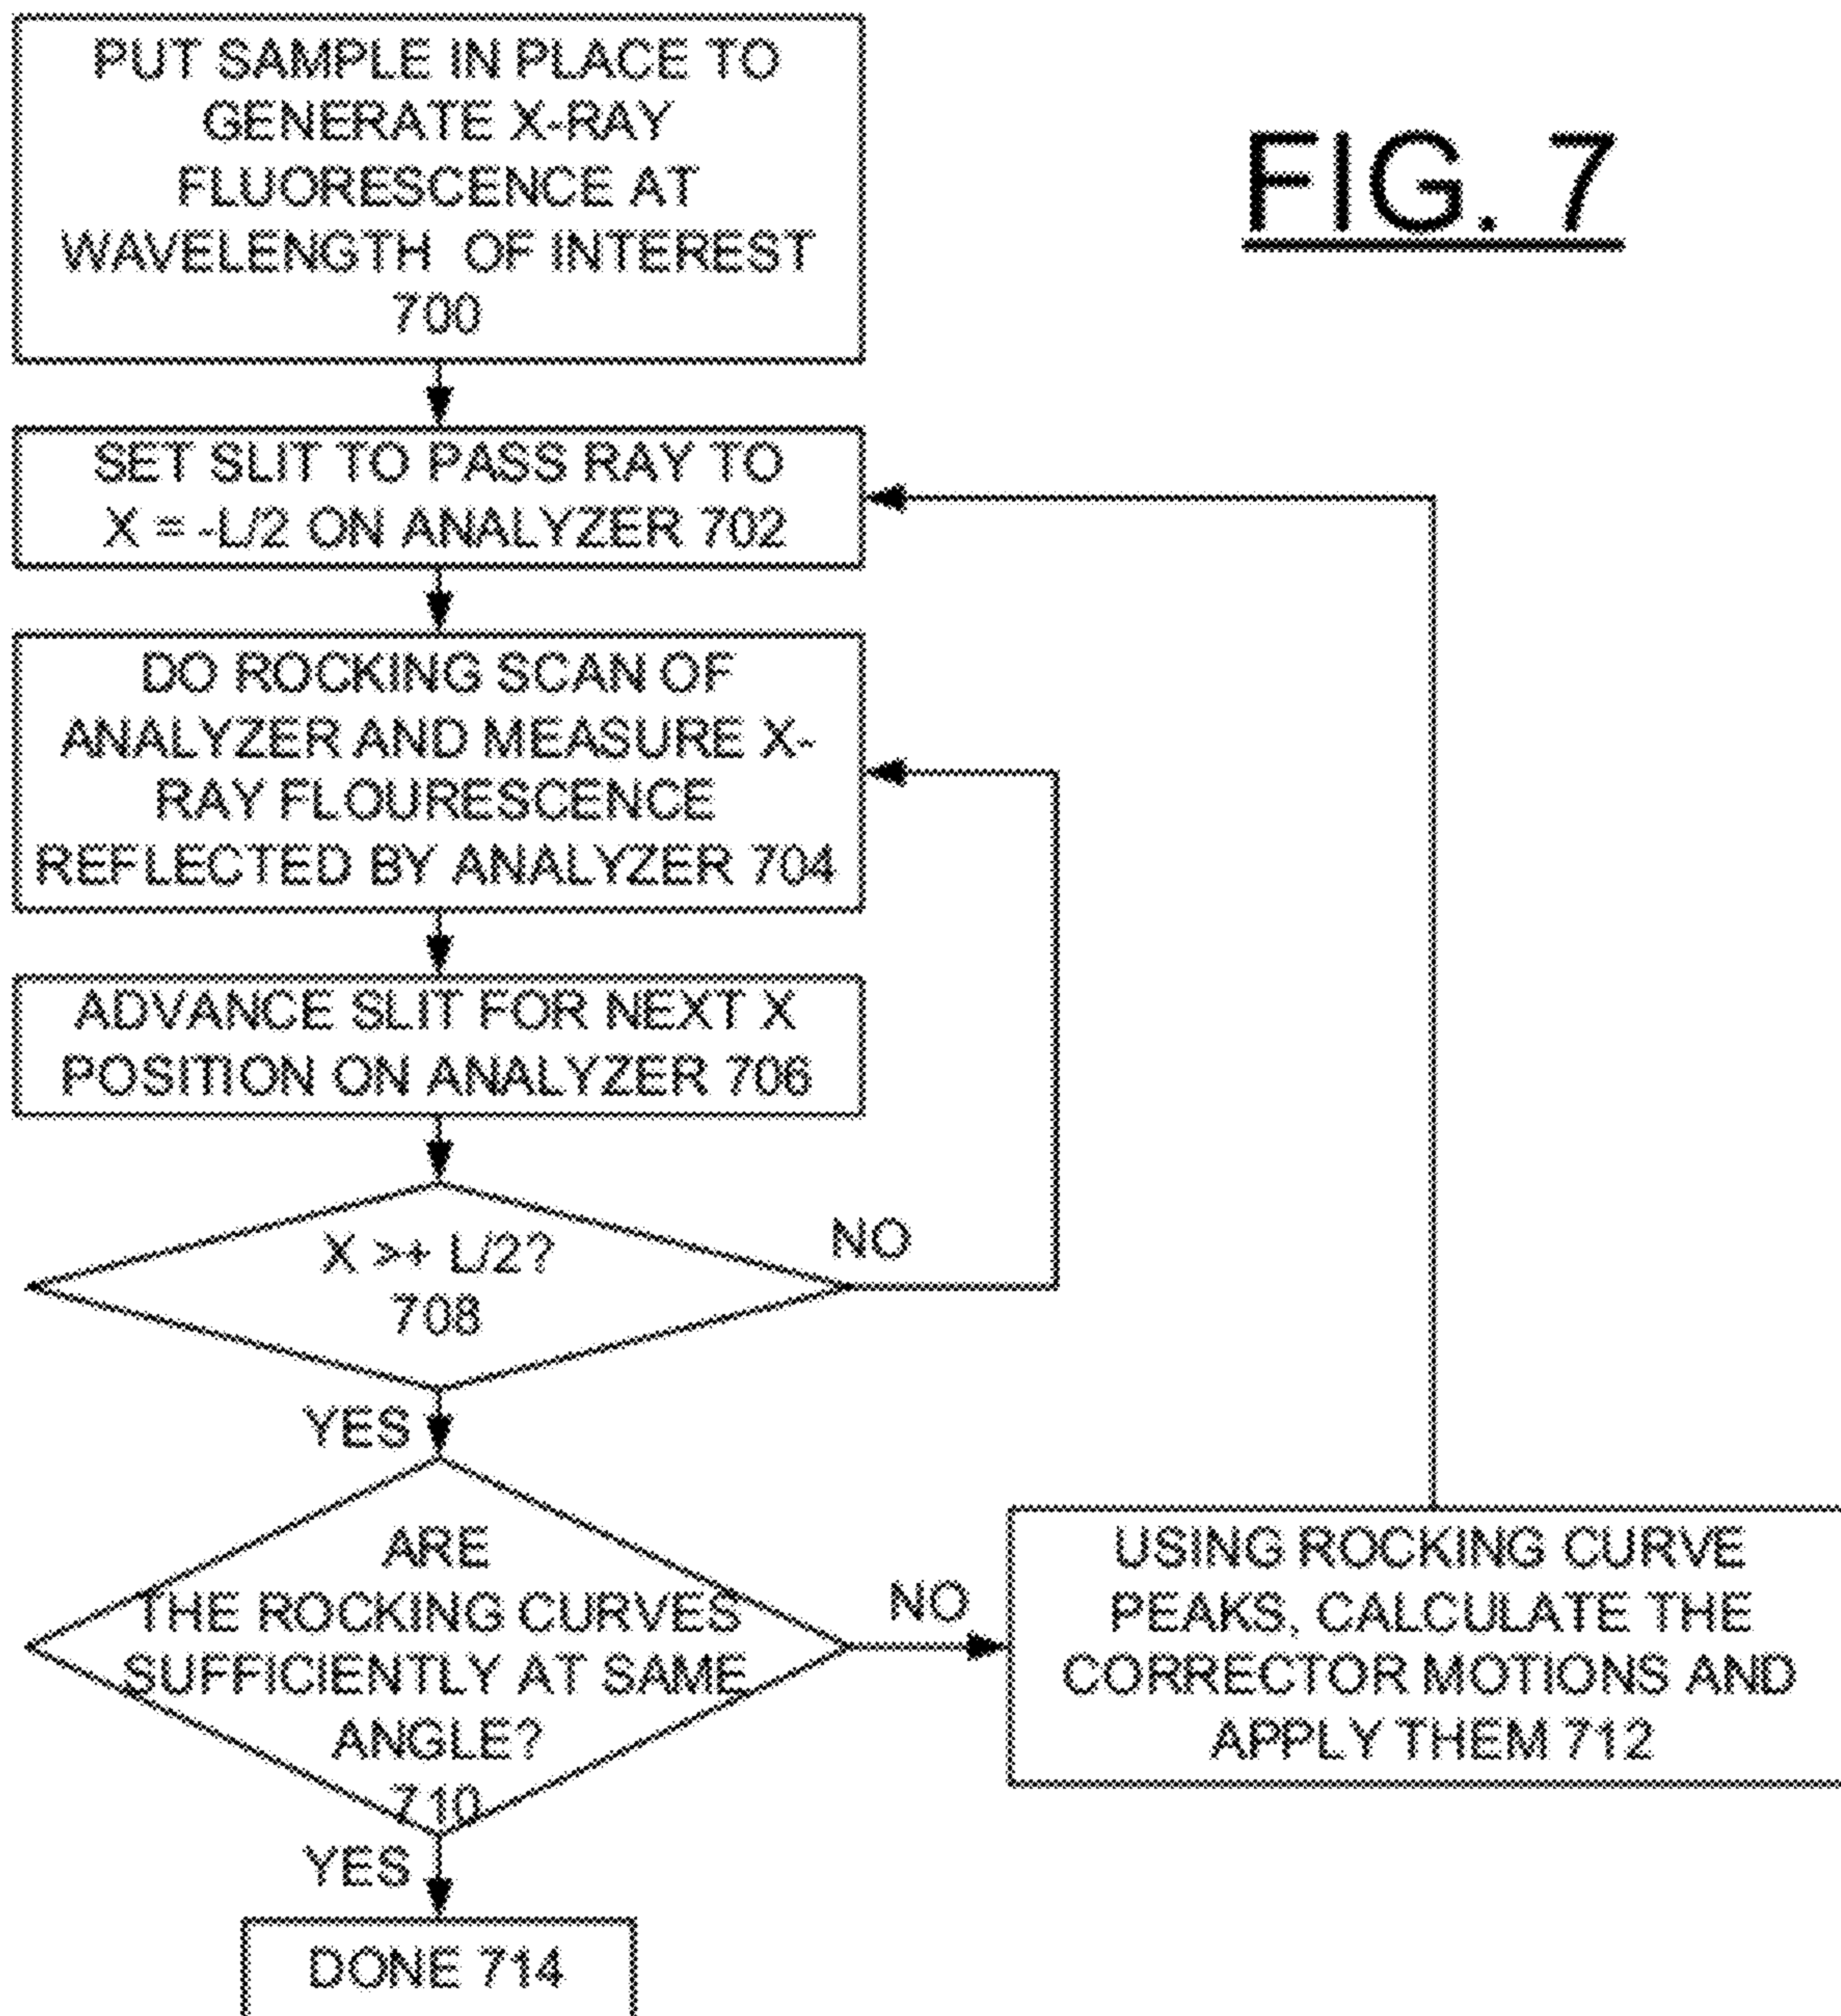 PUT SAMPLE IN PLACE TO
GENERATE X-RAY
FLUORESCENCE AT
WAVELENGTH OF INTEREST
700
FIG. 7
SET SLIT TO PASS RAY TO
X = -L/2 ON ANALYZER 702
DO ROCKING SCAN OF
ANALYZER AND MEASURE X-
RAY FLOURESCENCE
REFLECTED BY ANALYZER 704
ADVANCE SLIT FOR NEXT X
POSITION ON ANALYZER 706
X >+ L/2?
708
NO
YES
ARE
THE ROCKING CURVES
SUFFICIENTLY AT SAME
ANGLE?
710
NO
USING ROCKING CURVE
PEAKS, CALCULATE THE
CORRECTOR MOTIONS AND
APPLY THEM 712
YES
DONE 714